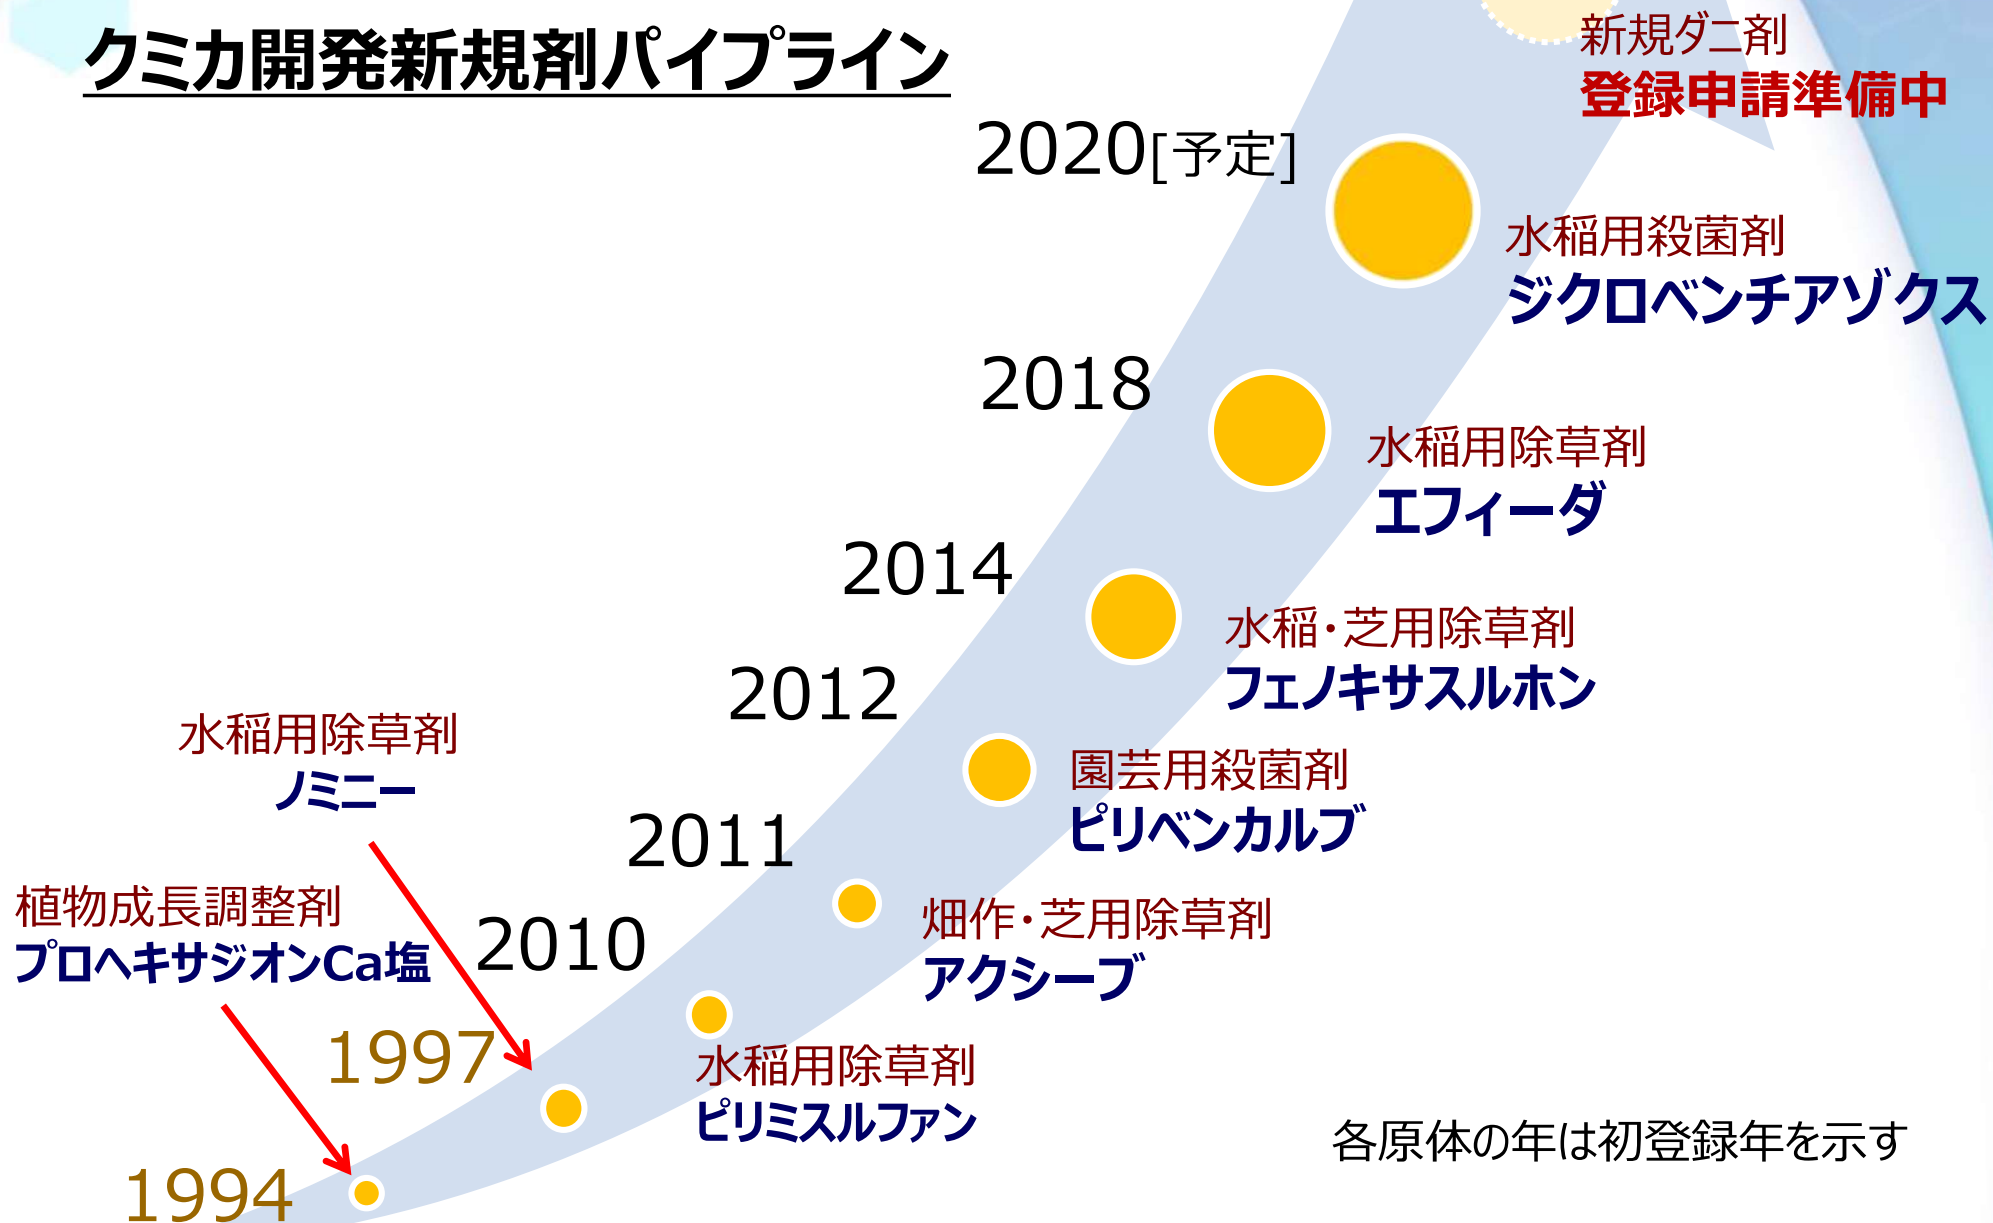 クミカ開発新規剤パイプライン
新規ダニ剤
登録申請準備中
2020[予定]
水稲用殺菌剤
ジクロベンチアゾクス
2018
水稲用除草剤
エフィーダ
2014
水稲・芝用除草剤
フェノキサスルホン
2012
園芸用殺菌剤
ピリベンカルブ
2011
畑作・芝用除草剤
アクシーブ
2010
水稲用除草剤
ピリミスルファン
水稲用除草剤
ノミニー
1997
植物成長調整剤
プロヘキサジオンCa塩
1994
各原体の年は初登録年を示す